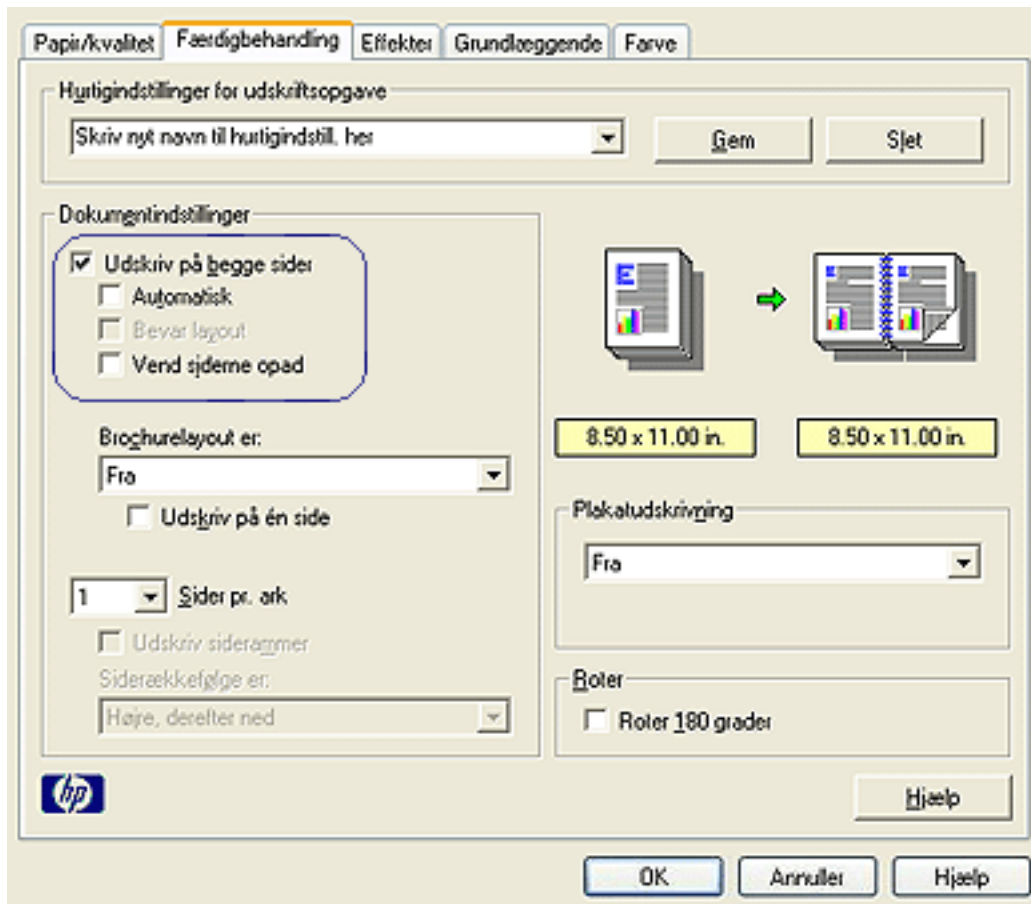 Papir/kvalitet Færdigbehandling Effekter Grundlæggende Farve
Hurtigindstillinger for udskriftsopgave
Skriv nyt navn til hurtigindstill. her Gem Slet
Dokumentindstillinger
Udskriv på begge sider
Automatisk
Bevar layout
Vend siderne opad
Brochurelayout er:
Fra
Udskriv på én side
1 Sider pr. ark
Udskriv siderammer
Siderækkefølge er:
Højre, derefter ned
8.50 x 11.00 in. 8.50 x 11.00 in.
Plakatudskrivning
Fra
Roter
Roter 180 grader
hp
Hjælp
OK Annuller Hjælp